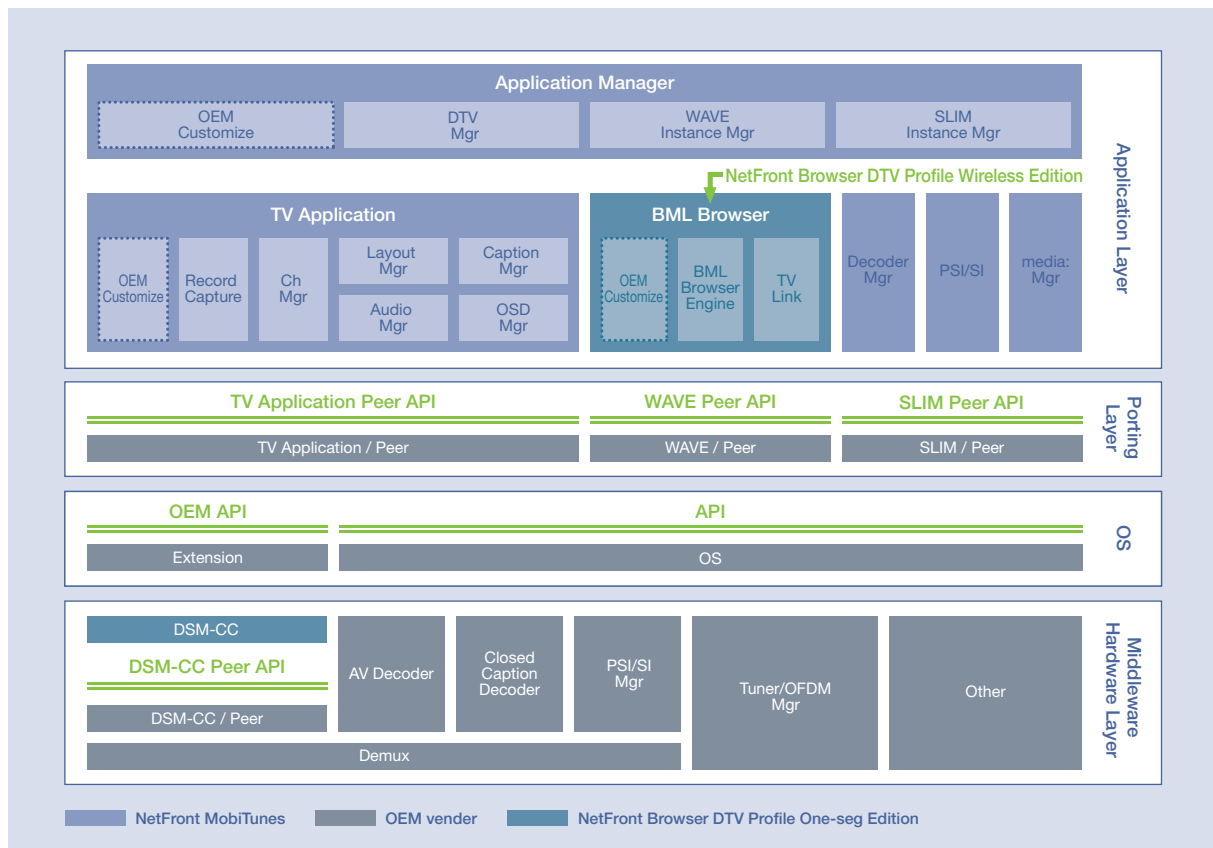 Application Manager
OEM
Customize
DTV
Mgr
WAVE
Instance Mgr
SLIM
Instance Mgr
NetFront Browser DTV Profile Wireless Edition
TV Application
OEM
Customize
Record
Capture
Ch
Mgr
Layout
Mgr
Caption
Mgr
Audio
Mgr
OSD
Mgr
BML Browser
OEM
Customize
BML
Browser
Engine
TV
Link
Decoder
Mgr
PSI/SI
media:
Mgr
Application Layer
TV Application Peer API
WAVE Peer API
SLIM Peer API
TV Application / Peer
WAVE / Peer
SLIM / Peer
Porting
Layer
OEM API
API
Extension
OS
OS
DSM-CC
DSM-CC Peer API
DSM-CC / Peer
AV Decoder
Closed
Caption
Decoder
PSI/SI
Mgr
Demux
Tuner/OFDM
Mgr
Other
Middleware
Hardware Layer
NetFront MobiTunes
OEM vender
NetFront Browser DTV Profile One-seg Edition